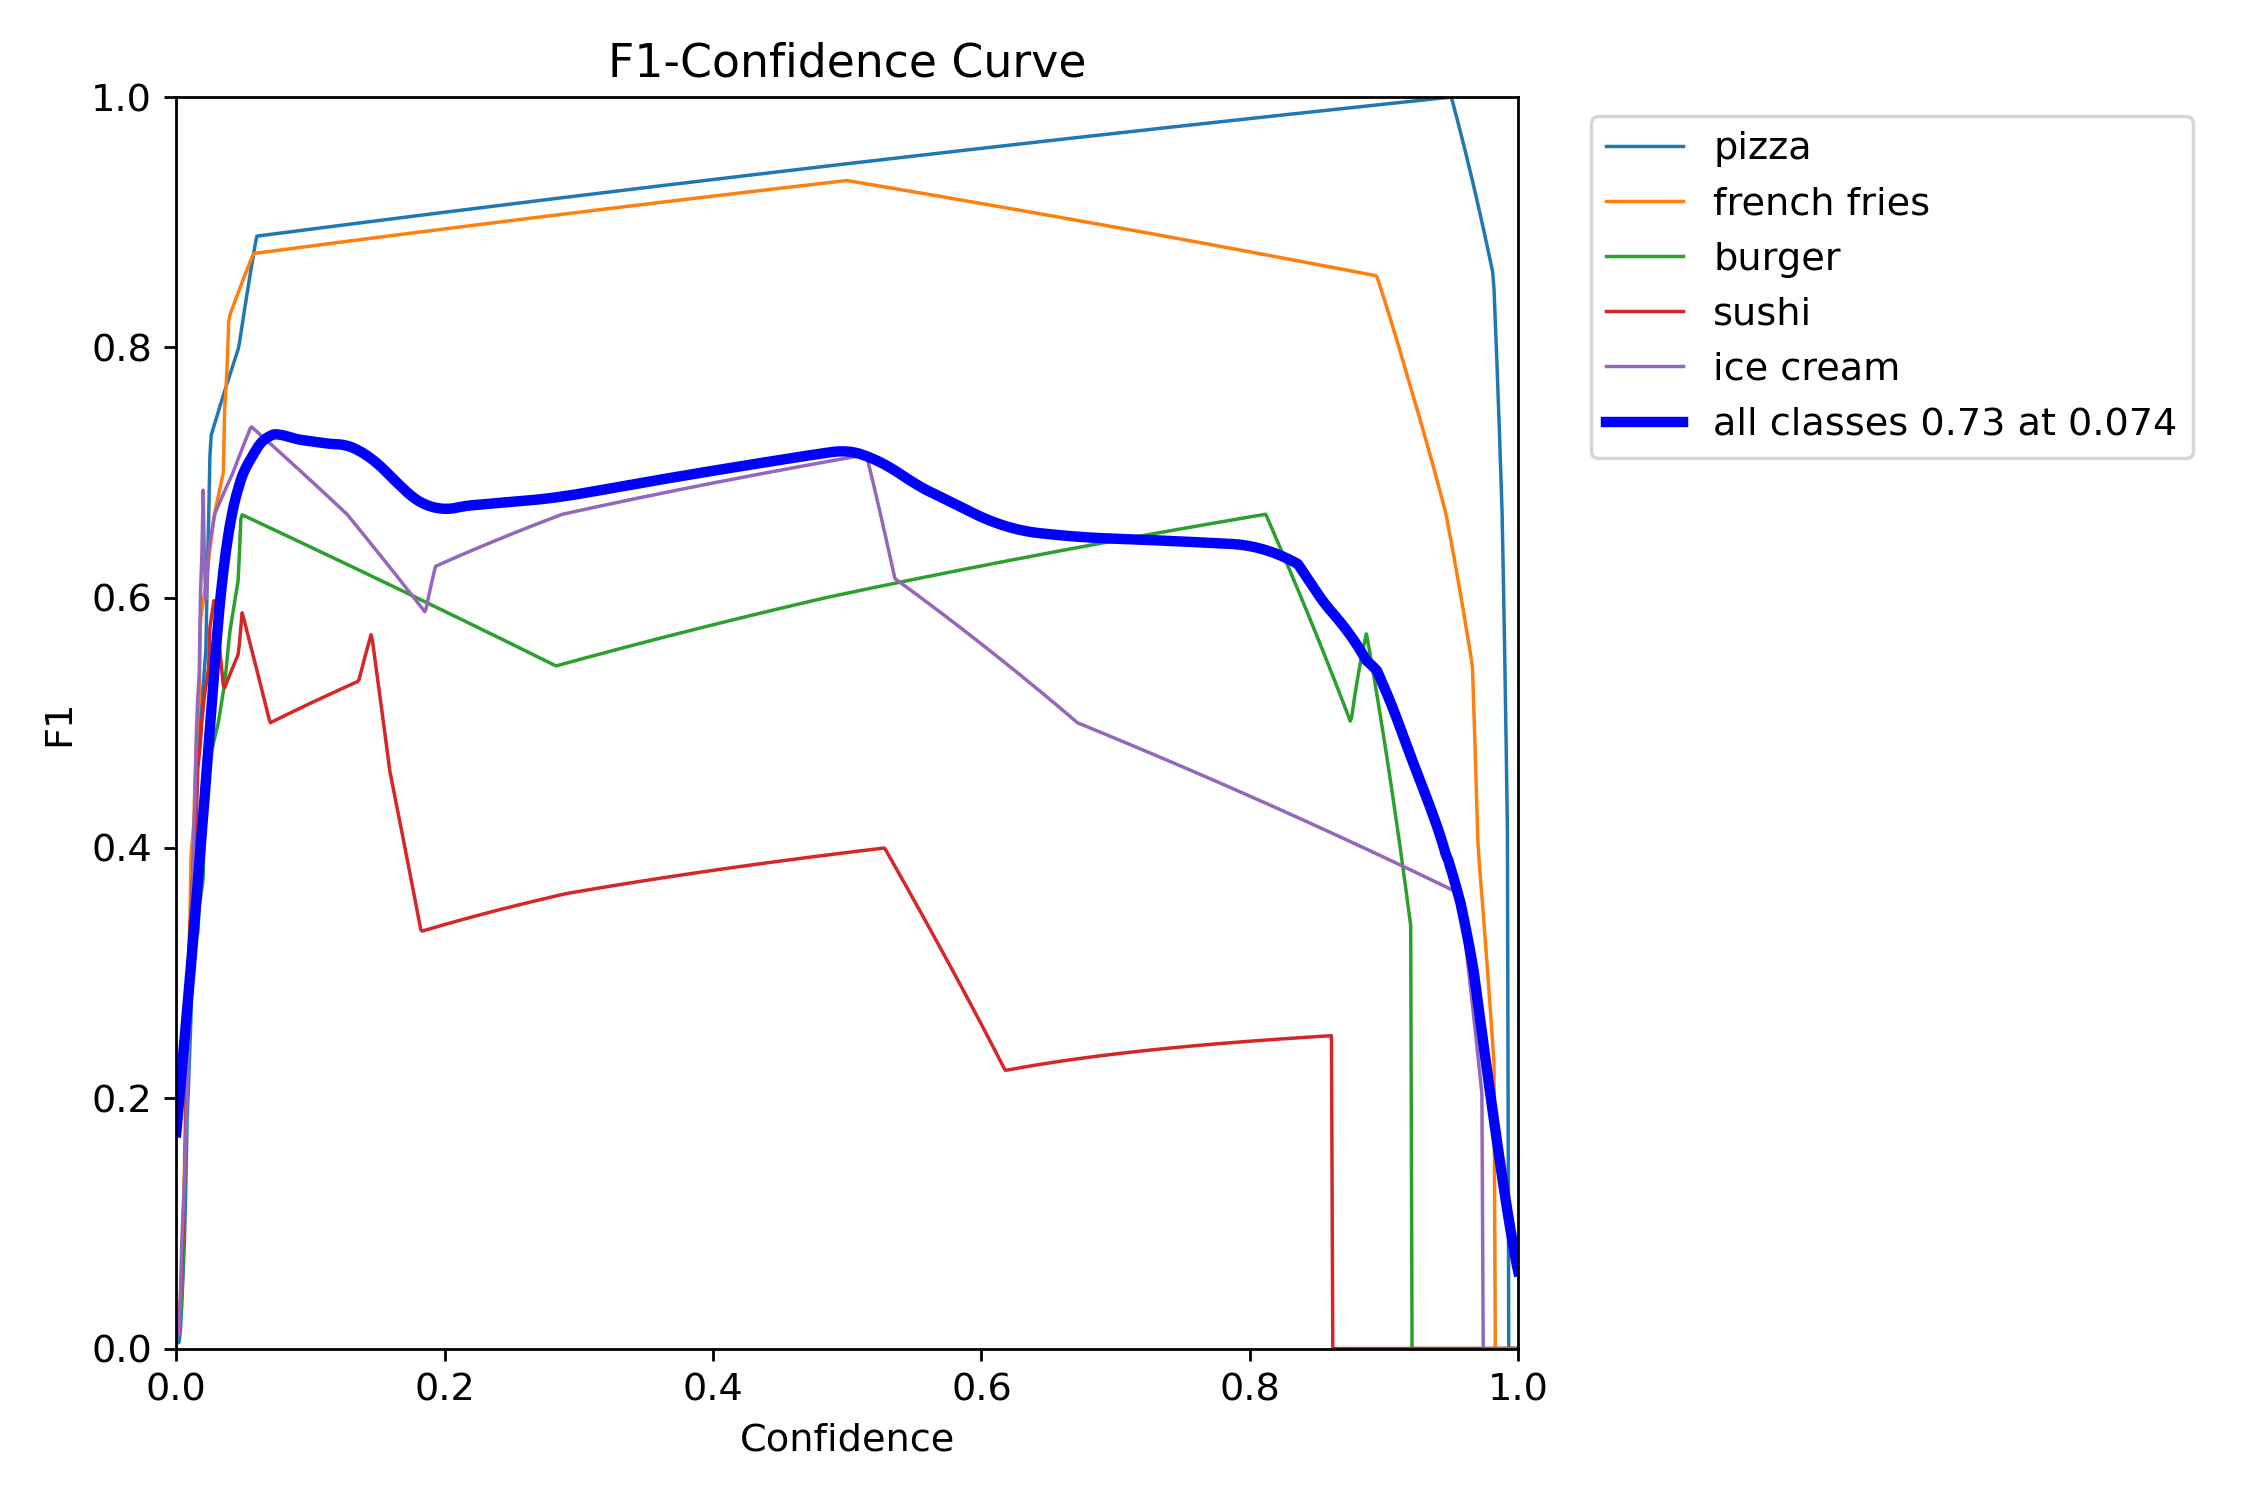 F1-Confidence Curve
1.0
0.8
0.6
0.4
0.2
0.0
F1
0.0 0.2 0.4 0.6 0.8 1.0
Confidence
pizza
french fries
burger
sushi
ice cream
all classes 0.73 at 0.074